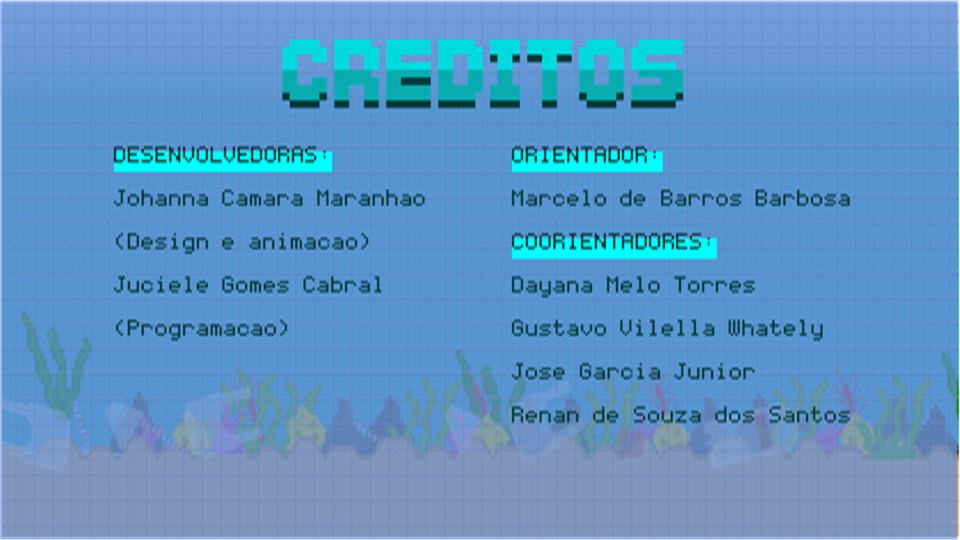 CREDITOS
DESENVOLVEDORAS:
Johanna Camara Maranhao
(Design e animacao)
Juciele Gomes Cabral
(Programacao)
ORIENTADOR:
Marcelo de Barros Barbosa
COORIENTADORES:
Dayana Melo Torres
Gustavo Vilella Whately
Jose Garcia Junior
Renan de Souza dos Santos